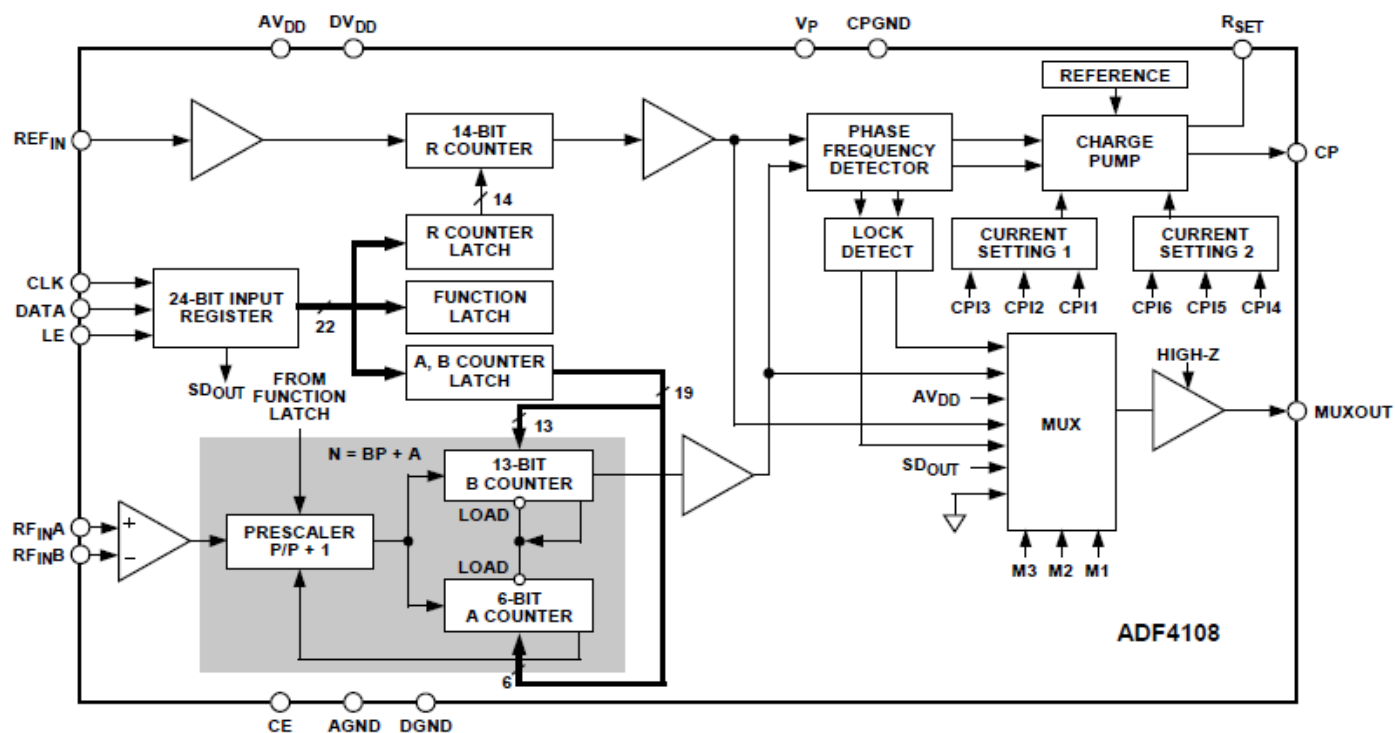 AVDD
DVDD
VP
CPGND
RSET
REFERENCE
REFIN
14-BIT
R COUNTER
PHASE
FREQUENCY
DETECTOR
CHARGE
PUMP
CP
14
R COUNTER
LATCH
LOCK
DETECT
CURRENT
SETTING 1
CURRENT
SETTING 2
CLK
DATA
LE
24-BIT INPUT
REGISTER
22
FUNCTION
LATCH
CPI3
CPI2
CPI1
CPI6
CPI5
CPI4
A, B COUNTER
LATCH
SDOUT
FROM
FUNCTION
LATCH
19
13
HIGH-Z
AVDD
MUX
MUXOUT
SDOUT
N = BP + A
13-BIT
B COUNTER
LOAD
RFINA
RFINB
+
−
PRESCALER
P/P + 1
LOAD
6-BIT
A COUNTER
M3
M2
M1
6
ADF4108
CE
AGND
DGND